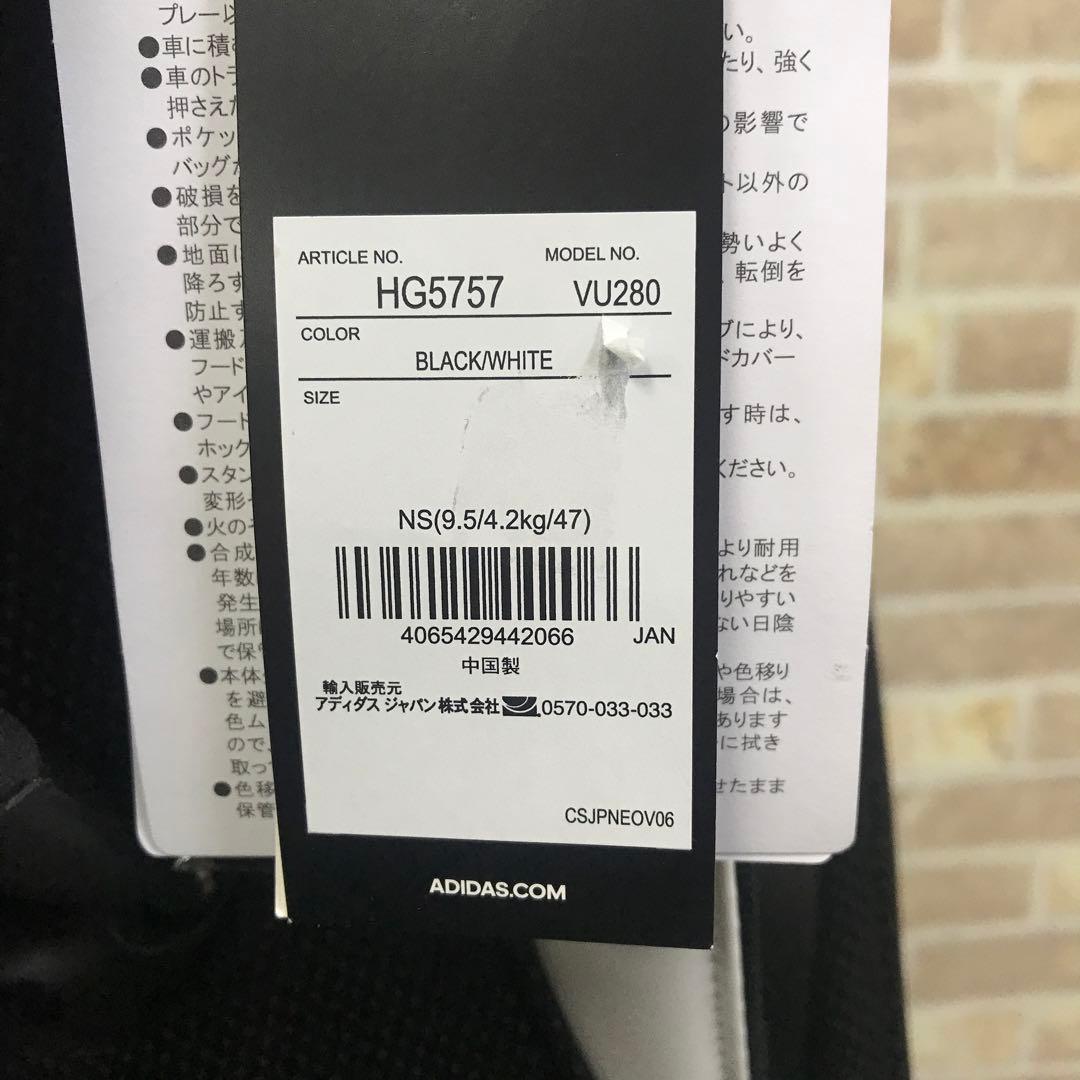 プレー以
●車に積
●車のトラ
押さえた
●ポケッ
バッグが
●破損を
部分で
●地面に
降ろす
防止す
●運搬
フード
やアイ
●フード
ホック
●スタン
変形
●火の
●合成
年数
発生
場所
で保
●本体
を避
色ム
ので、
取って
●色移
保管
い。
たり、強く
の影響で
ト以外の
勢いよく
、転倒を
ブにより、
ドカバー
す時は、
ください。
より耐用
れなどを
りやすい
ない日陰
や色移り
場合は、
あります
に拭き
せたまま
ARTICLE NO. MODEL NO.
HG5757 VU280
COLOR
BLACK/WHITE
SIZE
NS(9.5/4.2kg/47)
4065429442066 JAN
中国製
輸入販売元
アディダス ジャパン株式会社 0570-033-033
CSJPNEOV06
ADIDAS.COM